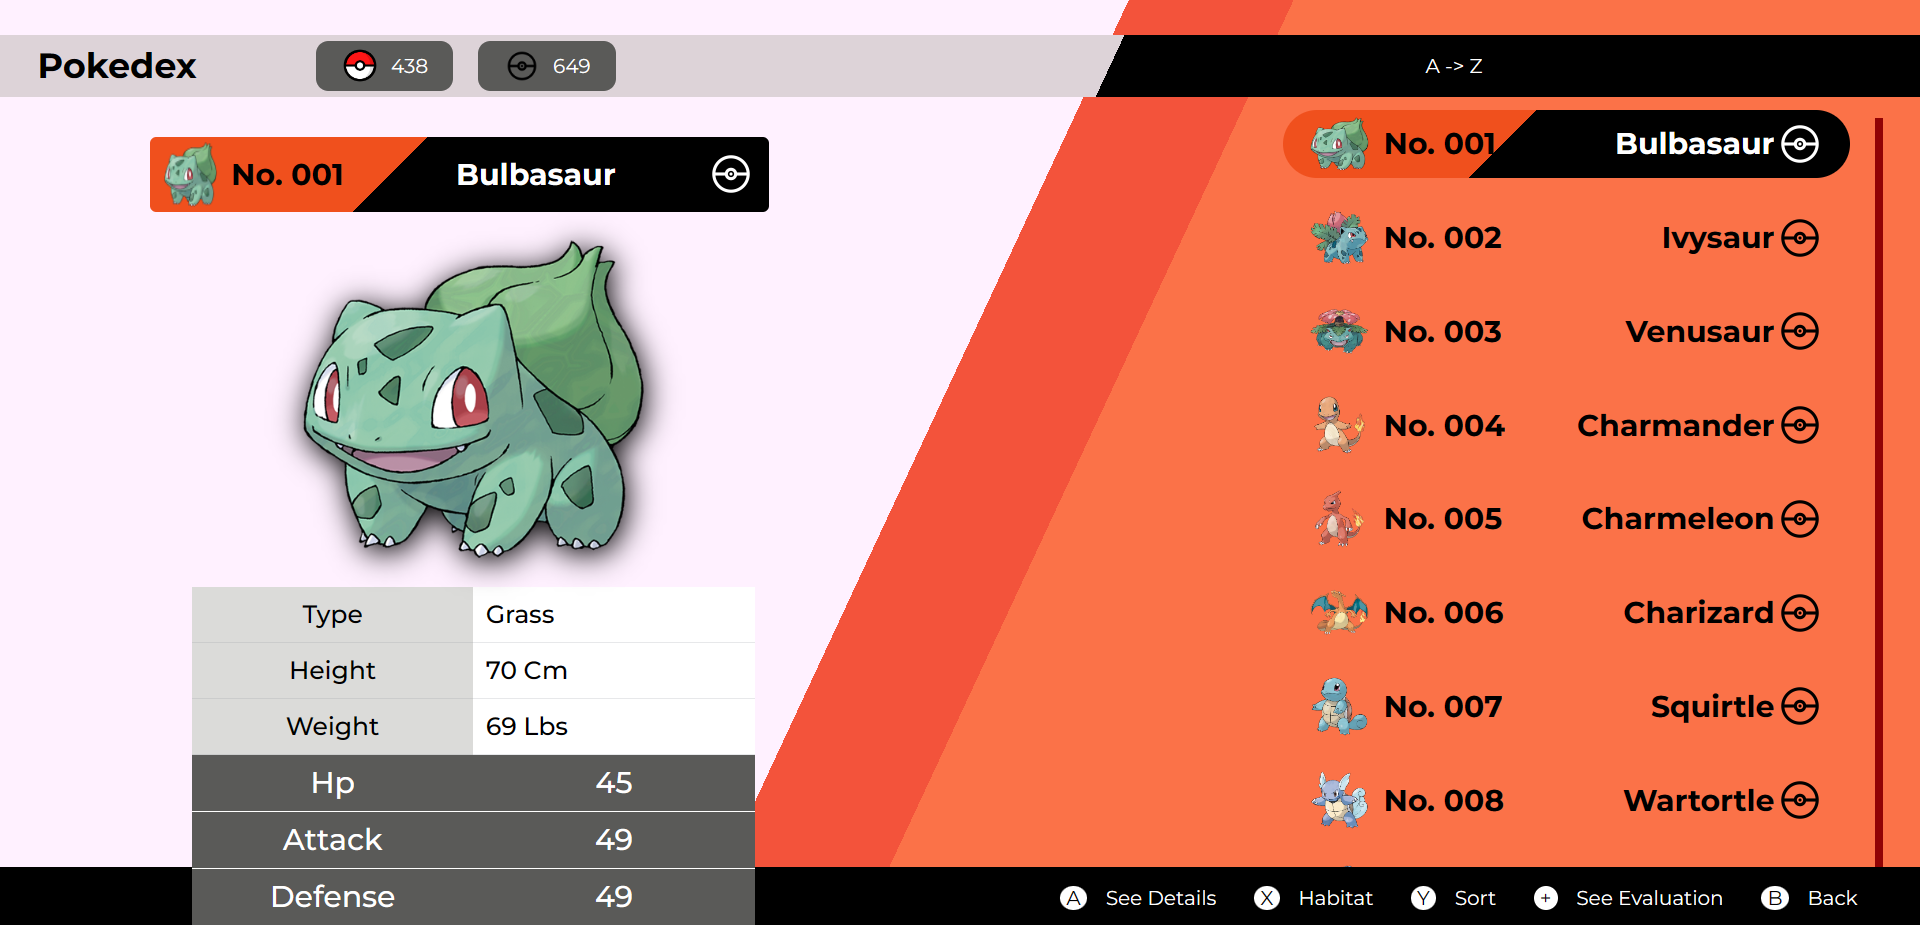 Pokedex
438
649
A -> Z
No. 001 Bulbasaur
Type Grass
Height 70 Cm
Weight 69 Lbs
Hp 45
Attack 49
Defense 49
No. 001 Bulbasaur
No. 002 Ivysaur
No. 003 Venusaur
No. 004 Charmander
No. 005 Charmeleon
No. 006 Charizard
No. 007 Squirtle
No. 008 Wartortle
A See Details X Habitat Y Sort + See Evaluation B Back